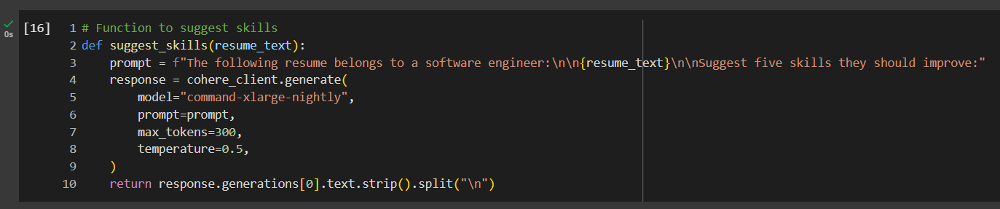 [16] 1 # Function to suggest skills
2 def suggest_skills(resume_text):
3     prompt = f"The following resume belongs to a software engineer:\n\n{resume_text}\n\nSuggest five skills they should improve:"
4     response = cohere_client.generate(
5         model="command-xlarge-nightly",
6         prompt=prompt,
7         max_tokens=300,
8         temperature=0.5,
9     )
10     return response.generations[0].text.strip().split("\n")
0s